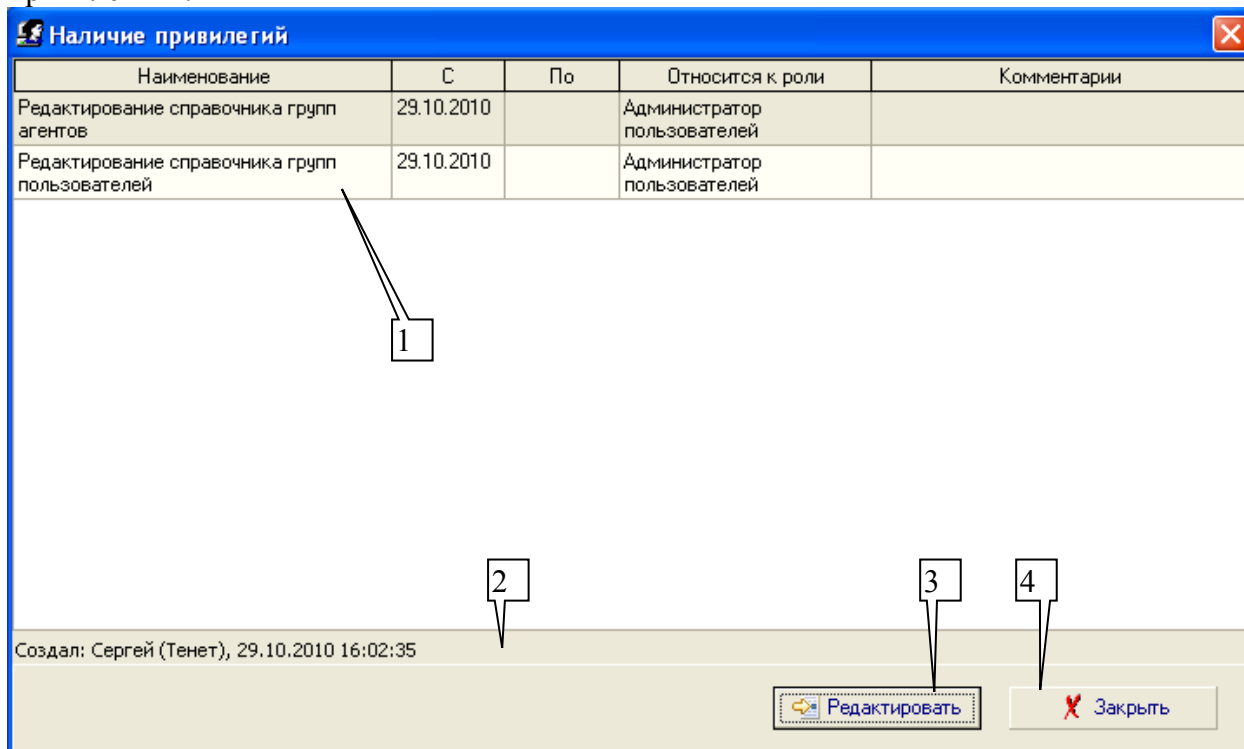 Наличие привилегий
Наименование С По Относится к роли Комментарии
Редактирование справочника групп 29.10.2010 Администратор
агентов пользователей
Редактирование справочника групп 29.10.2010 Администратор
пользователей пользователей
1
2 3 4
Создал: Сергей (Тенет), 29.10.2010 16:02:35
Редактировать Закрыть